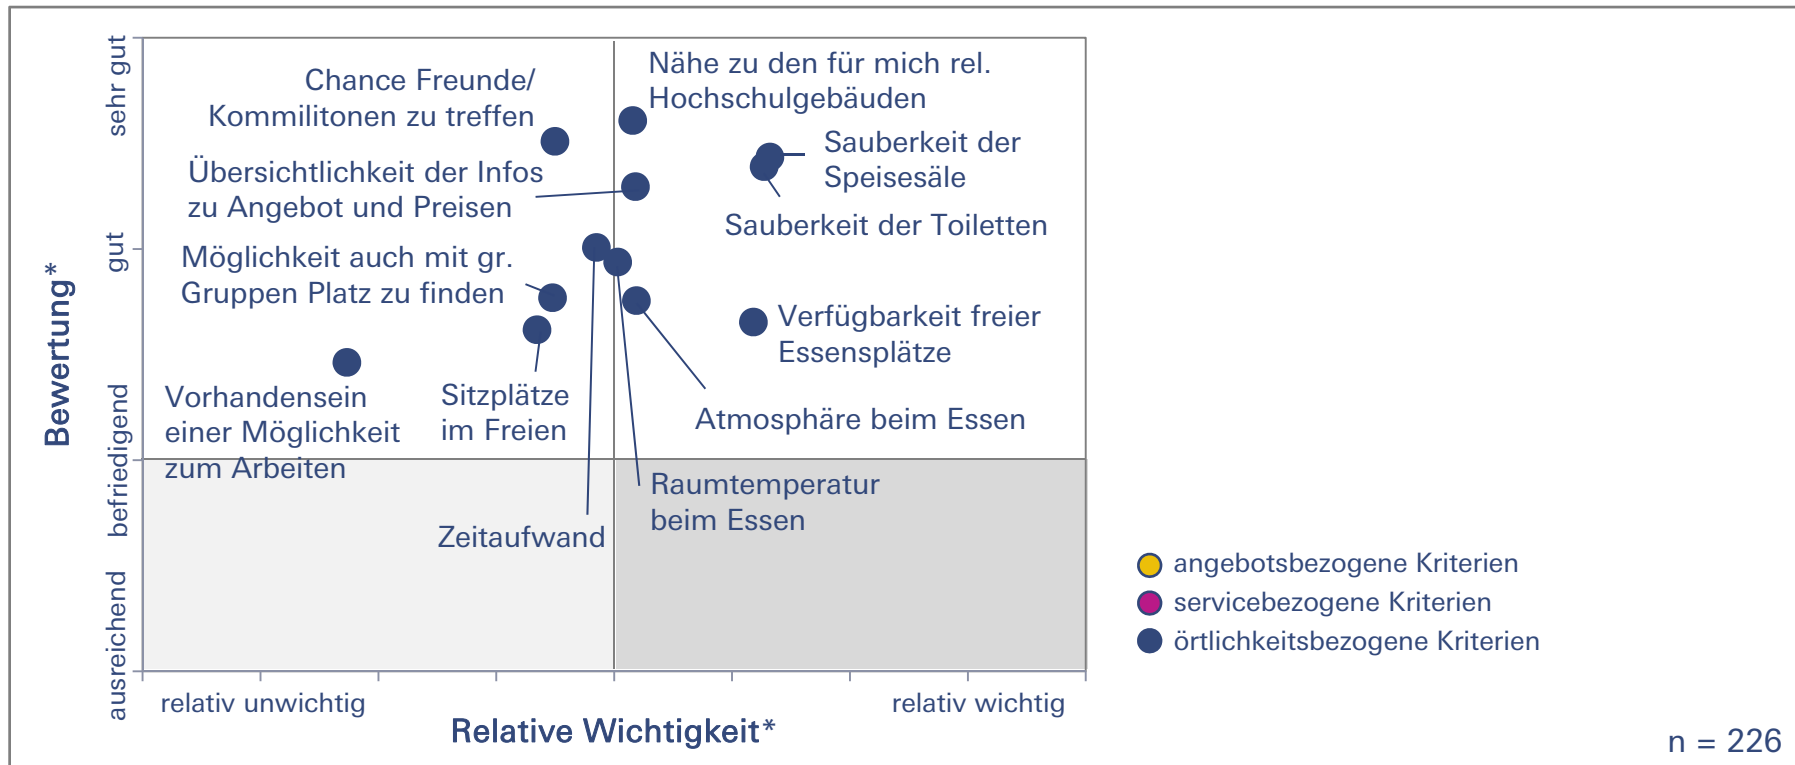 Bewertung*
sehr gut
gut
befriedigend
ausreichend
Chance Freunde/
Kommilitonen zu treffen
Nähe zu den für mich rel.
Hochschulgebäuden
Übersichtlichkeit der Infos
zu Angebot und Preisen
Sauberkeit der
Speisesäle
Sauberkeit der Toiletten
Möglichkeit auch mit gr.
Gruppen Platz zu finden
Verfügbarkeit freier
Essensplätze
Vorhandensein
einer Möglichkeit
zum Arbeiten
Sitzplätze
im Freien
Atmosphäre beim Essen
Raumtemperatur
beim Essen
Zeitaufwand
relativ unwichtig
relativ wichtig
Relative Wichtigkeit*
angebotsbezogene Kriterien
servicebezogene Kriterien
örtlichkeitsbezogene Kriterien
n = 226